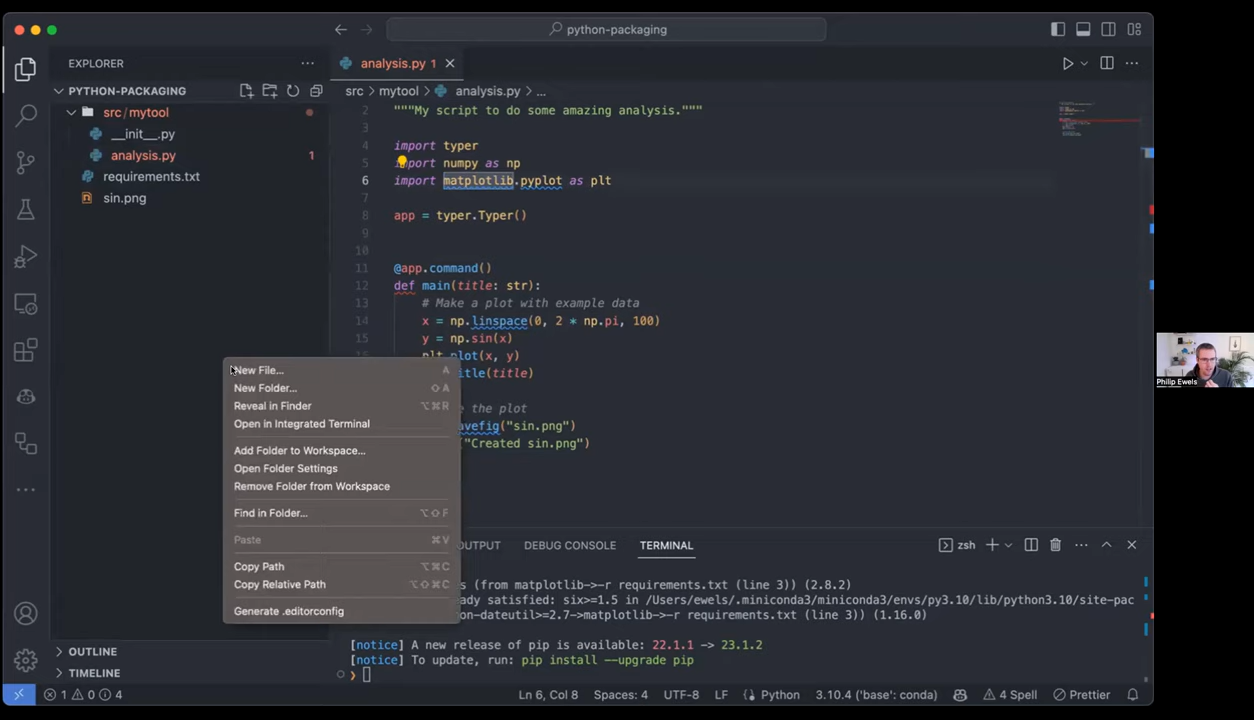 python-packaging
EXPLORER
analysis.py 1
PYTHON-PACKAGING
src/mytool
__init__.py
analysis.py 1
requirements.txt
sin.png
src > mytool > analysis.py > ...
2 """My script to do some amazing analysis."""
3
4 import typer
5 import numpy as np
6 import matplotlib.pyplot as plt
7
8 app = typer.Typer()
9
10
11 @app.command()
12 def main(title: str):
13 # Make a plot with example data
14 x = np.linspace(0, 2 * np.pi, 100)
15 y = np.sin(x)
plt.plot(x, y)
itle(title)
e the plot
avefig("sin.png")
("Created sin.png")
New File... A
New Folder... ⇧A
Reveal in Finder ⌥⌘R
Open in Integrated Terminal
Add Folder to Workspace...
Open Folder Settings
Remove Folder from Workspace
Find in Folder... ⌥⇧F
Paste ⌘V
Copy Path ⌥⌘C
Copy Relative Path ⌥⇧⌘C
Generate .editorconfig
Philip Ewels
OUTPUT DEBUG CONSOLE TERMINAL zsh
s (from matplotlib->-r requirements.txt (line 3)) (2.8.2)
ady satisfied: six>=1.5 in /Users/ewels/.miniconda3/miniconda3/envs/py3.10/lib/python3.10/site-pac
on-dateutil>=2.7->matplotlib->-r requirements.txt (line 3)) (1.16.0)
[notice] A new release of pip is available: 22.1.1 -> 23.1.2
[notice] To update, run: pip install --upgrade pip
OUTLINE
TIMELINE
1 0 4 Ln 6, Col 8 Spaces: 4 UTF-8 LF Python 3.10.4 ('base': conda) 4 Spell Prettier